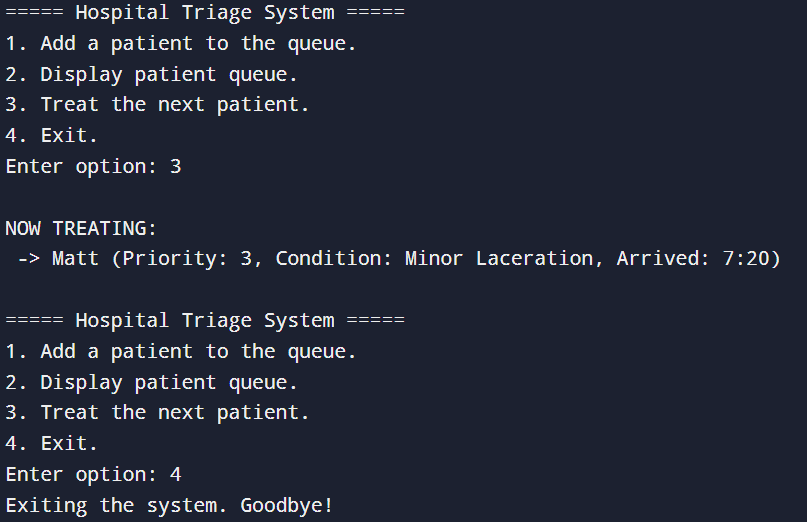 ===== Hospital Triage System =====
1. Add a patient to the queue.
2. Display patient queue.
3. Treat the next patient.
4. Exit.
Enter option: 3
NOW TREATING:
 -> Matt (Priority: 3, Condition: Minor Laceration, Arrived: 7:20)
===== Hospital Triage System =====
1. Add a patient to the queue.
2. Display patient queue.
3. Treat the next patient.
4. Exit.
Enter option: 4
Exiting the system. Goodbye!